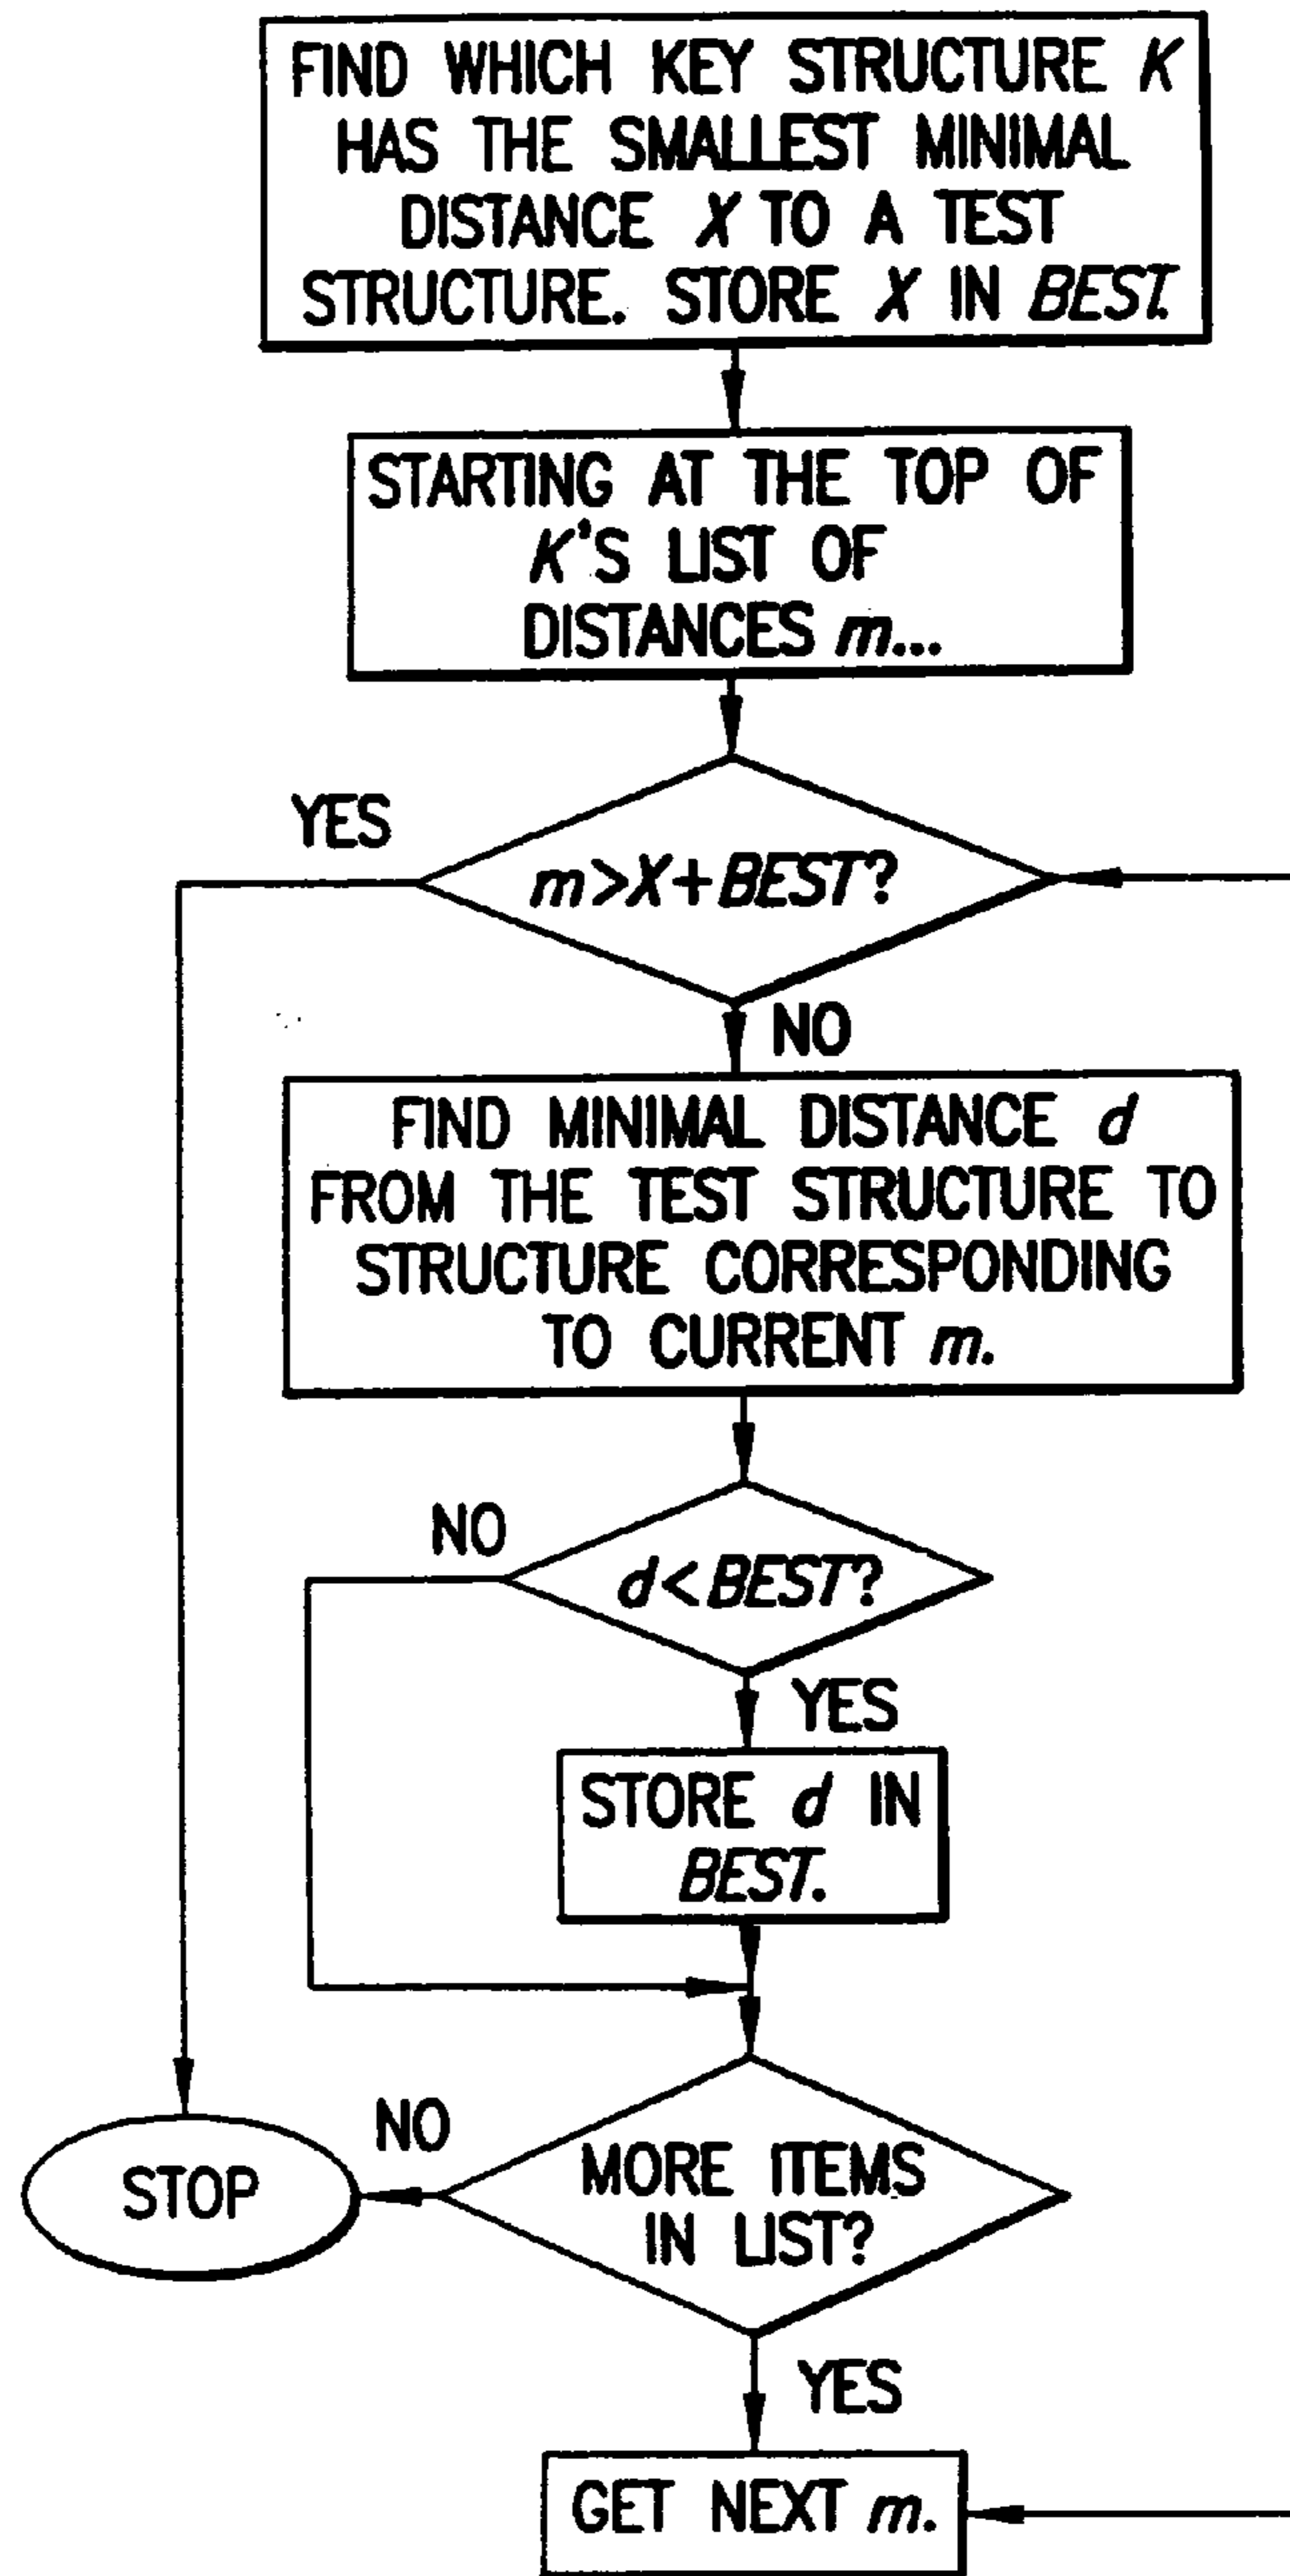 FIND WHICH KEY STRUCTURE K
HAS THE SMALLEST MINIMAL
DISTANCE X TO A TEST
STRUCTURE. STORE X IN BEST.
STARTING AT THE TOP OF
K'S LIST OF
DISTANCES m...
YES
m>X+BEST?
NO
FIND MINIMAL DISTANCE d
FROM THE TEST STRUCTURE TO
STRUCTURE CORRESPONDING
TO CURRENT m.
NO
d<BEST?
YES
STORE d IN
BEST.
NO
STOP
MORE ITEMS
IN LIST?
YES
GET NEXT m.